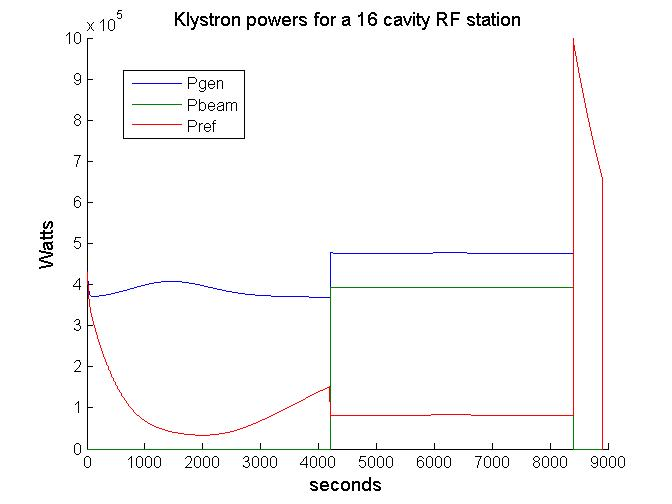 Klystron powers for a 16 cavity RF station
x 10^5
10
9
8
7
6
5
4
3
2
1
0
Watts
Pgen
Pbeam
Pref
0 1000 2000 3000 4000 5000 6000 7000 8000 9000
seconds